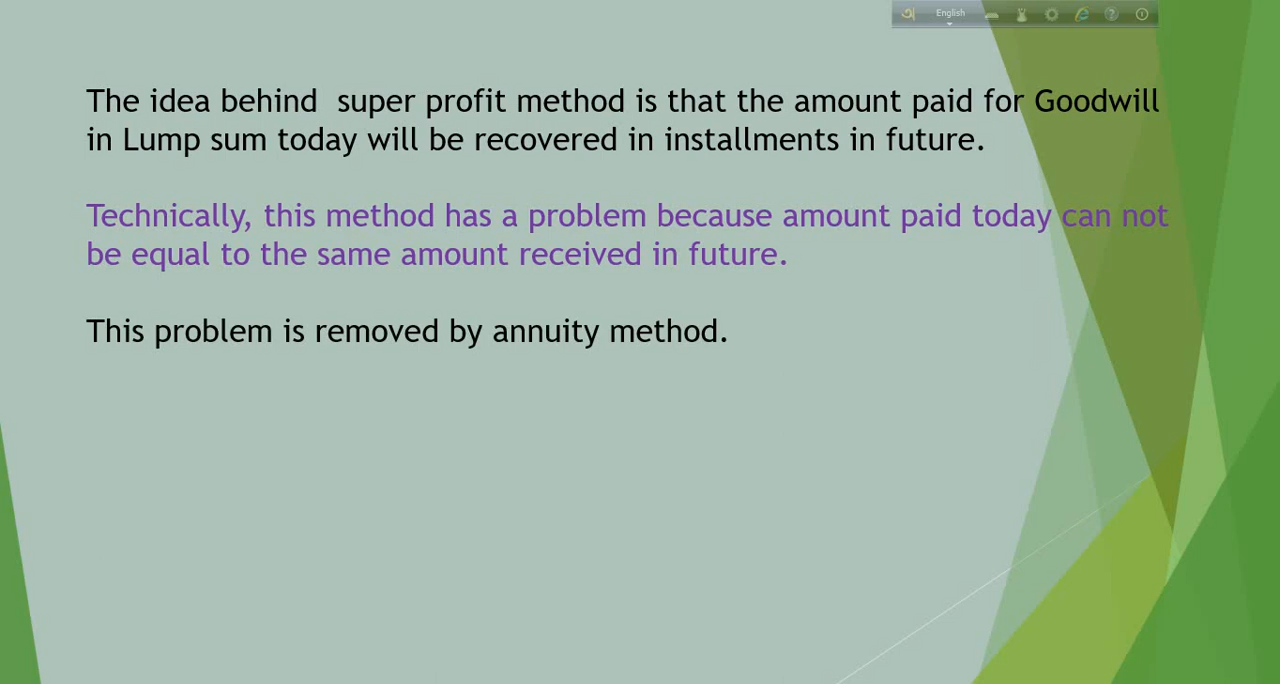 অ English
The idea behind super profit method is that the amount paid for Goodwill
in Lump sum today will be recovered in installments in future.
Technically, this method has a problem because amount paid today can not
be equal to the same amount received in future.
This problem is removed by annuity method.